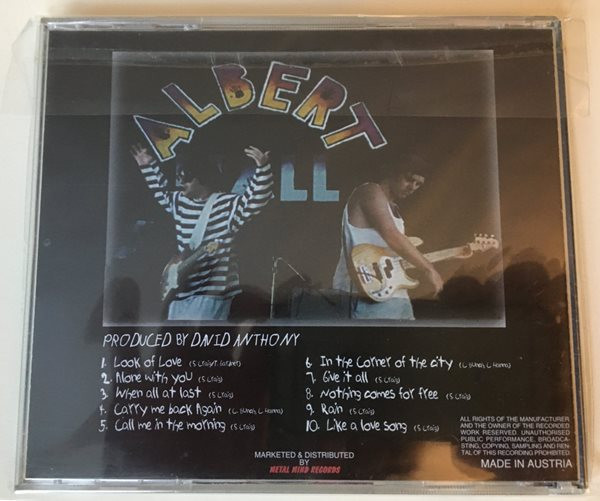 ALBERT
LL
PRODUCED BY DAVID ANTHONY
1. Look of Love (S. Craig/T. Gardner)
2. Alone with you (S. Craig)
3. When all at last (S. Craig)
4. Carry me back Again
5. Call me in the morning (S. Craig)
6. In the Corner of the city
7. Give it all (S. Craig)
8. Nothing comes for free (S. Craig)
9. Rain (S. Craig)
10. Like a love song (S. Craig)
MARKETED & DISTRIBUTED
BY
METAL MIND RECORDS
ALL RIGHTS OF THE MANUFACTURER
AND THE OWNER OF THE RECORDED
WORK RESERVED. UNAUTHORISED
PUBLIC PERFORMANCE, BROADCA-
STING, COPYING, SAMPLING AND REN-
TAL OF THIS RECORDING PROHIBITED.
MADE IN AUSTRIA